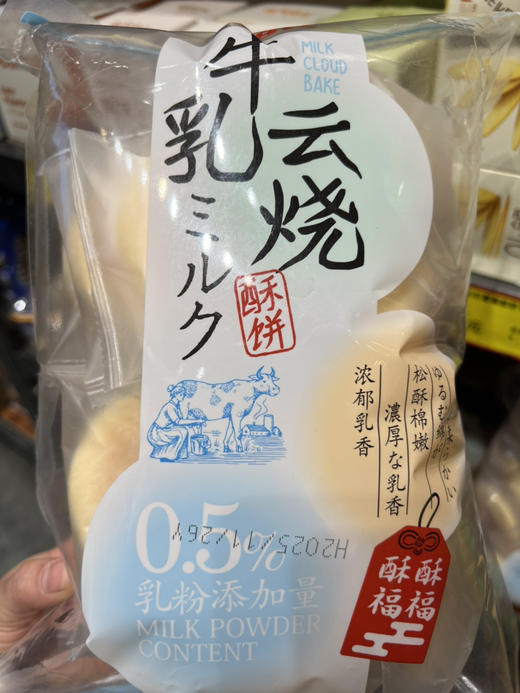 MILK
CLOUD
BAKE
牛乳ミルク
云烧
酥饼
松酥棉嫩
濃厚な乳香
浓郁乳香
0.5%
H2025/11/26Y
乳粉添加量
MILK POWDER
CONTENT
酥福
酥福